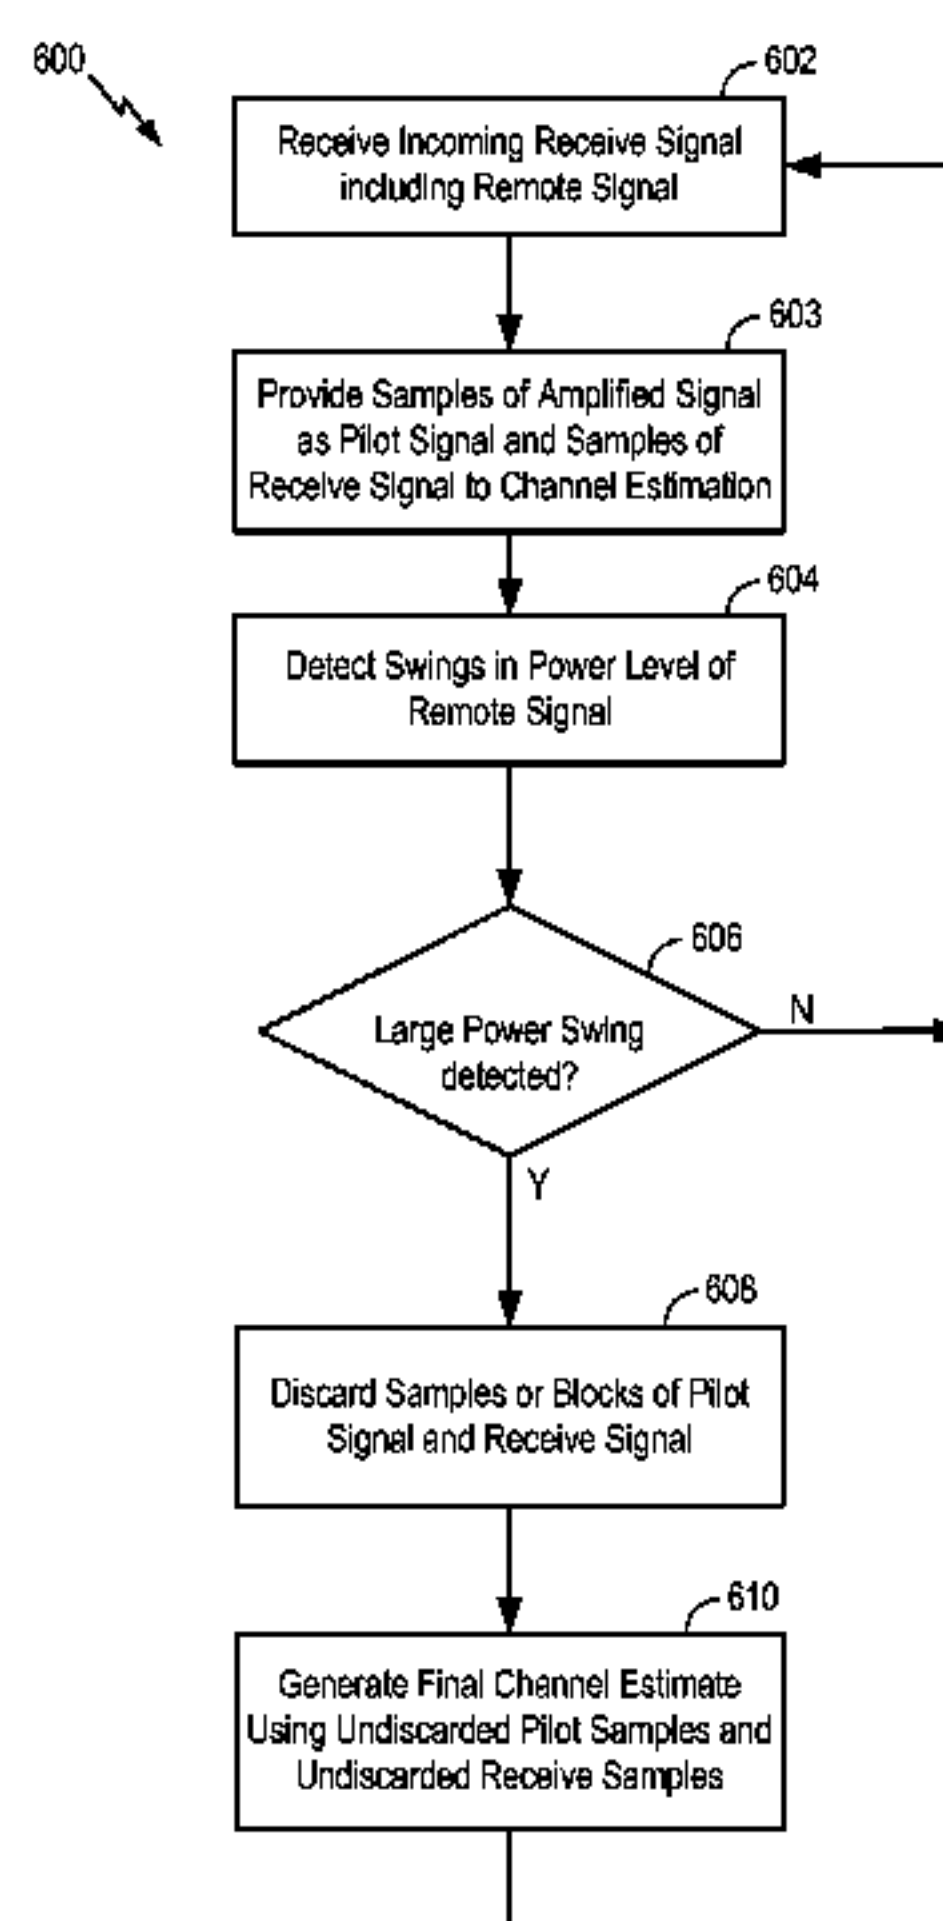 600
602
Receive Incoming Receive Signal
including Remote Signal
603
Provide Samples of Amplified Signal
as Pilot Signal and Samples of
Receive Signal to Channel Estimation
604
Detect Swings in Power Level of
Remote Signal
606
Large Power Swing
detected?
N
Y
608
Discard Samples or Blocks of Pilot
Signal and Receive Signal
610
Generate Final Channel Estimate
Using Undiscarded Pilot Samples and
Undiscarded Receive Samples